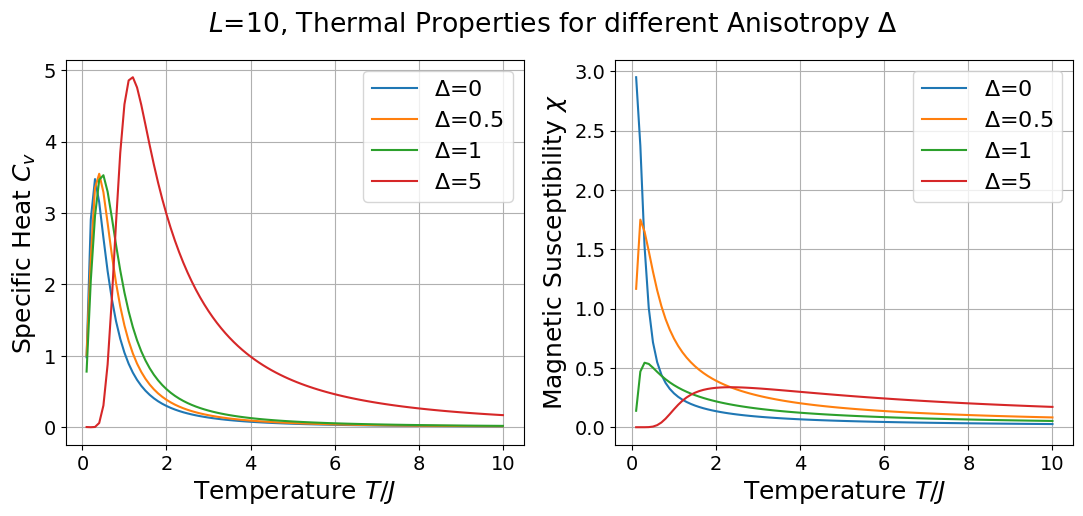 L=10, Thermal Properties for different Anisotropy Δ
Specific Heat Cᵥ
5
4
3
2
1
0
0 2 4 6 8 10
Temperature T/J
Δ=0
Δ=0.5
Δ=1
Δ=5
Magnetic Susceptibility χ
3.0
2.5
2.0
1.5
1.0
0.5
0.0
0 2 4 6 8 10
Temperature T/J
Δ=0
Δ=0.5
Δ=1
Δ=5